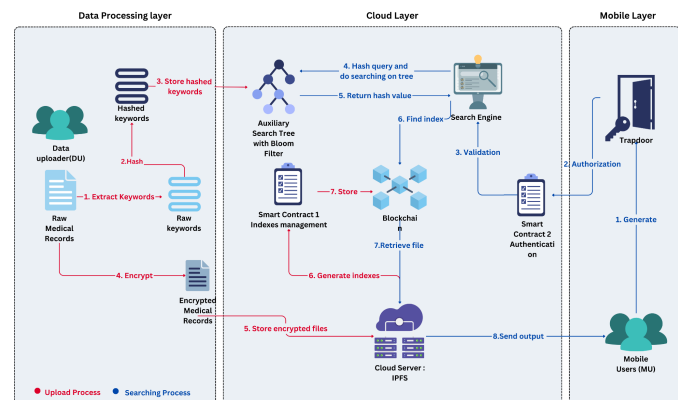 Data Processing layer
Cloud Layer
Mobile Layer
3. Store hashed
keywords
4. Hash query and
do searching on tree
5. Return hash value
Hashed
keywords
Search Engine
6. Find index
Auxiliary
Search Tree
with Bloom
Filter
Trapdoor
Data
uploader(DU)
2.Hash
3. Validation
2. Authorization
1. Extract Keywords
7. Store
Raw
Medical
Records
Raw
keywords
Smart Contract 1
Indexes management
Blockchai
n
Smart
Contract 2
Authenticati
on
1. Generate
7.Retrieve file
4. Encrypt
6. Generate indexes
Encrypted
Medical
Records
5. Store encrypted files
8.Send output
Cloud Server :
IPFS
Mobile
Users (MU)
Upload Process
Searching Process